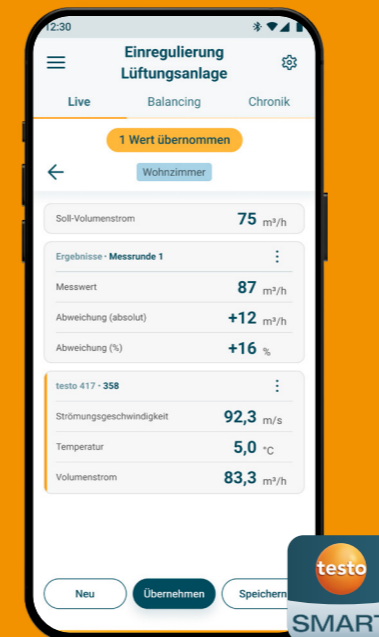 12:30
Einregulierung
Lüftungsanlage
Live Balancing Chronik
1 Wert übernommen
Wohnzimmer
Soll-Volumenstrom 75 m³/h
Ergebnisse - Messrunde 1
Messwert 87 m³/h
Abweichung (absolut) +12 m³/h
Abweichung (%) +16 %
testo 417 - 358
Strömungsgeschwindigkeit 92,3 m/s
Temperatur 5,0 °C
Volumenstrom 83,3 m³/h
Neu Übernehmen Speichern
testo
SMART